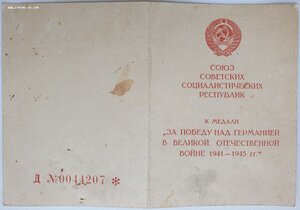 СОЮЗ
СОВЕТСКИХ
СОЦИАЛИСТИЧЕСКИХ
РЕСПУБЛИК
К МЕДАЛИ
„ЗА ПОБЕДУ НАД ГЕРМАНИЕЙ
В ВЕЛИКОЙ ОТЕЧЕСТВЕННОЙ
ВОЙНЕ 1941—1945 гг.“
Д №0044207 *